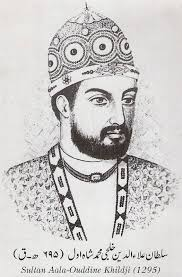 سلطان علاءالدین خلجی محمد شاه اول (۶۹۵ ھ-ق)
Sultan Aala-Ouddine Khildji (1295)